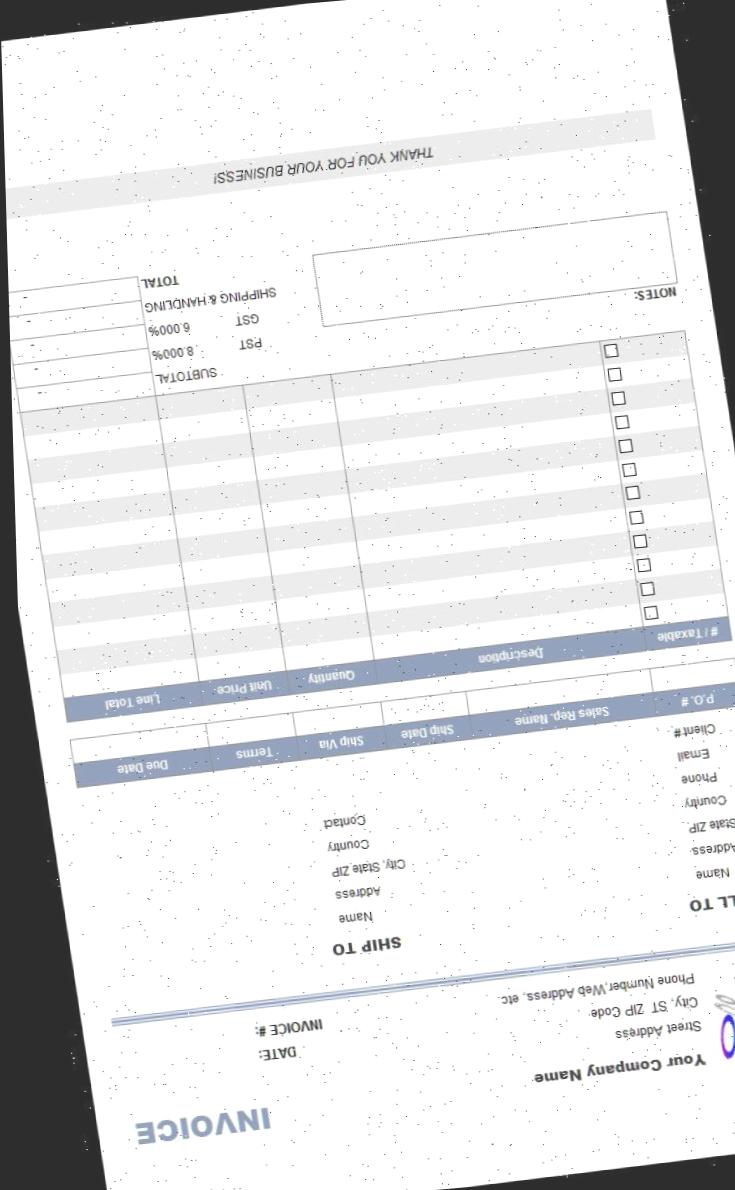 INVOICE
Your Company Name
Street Address
City, ST ZIP Code
Phone Number,Web Address, etc
DATE:
INVOICE #:
LL TO
SHIP TO
Name
Name
Address
Address
State ZIP
City, State ZIP
Country
Country
Phone
Contact
Email
Client #
P.O. # Sales Rep. Name Ship Date Ship Via Terms Due Date
# / Taxable Description Quantity Unit Price Line Total
NOTES:
SUBTOTAL -
PST 8.000% -
GST 6.000% -
SHIPPING & HANDLING -
TOTAL -
THANK YOU FOR YOUR BUSINESS!